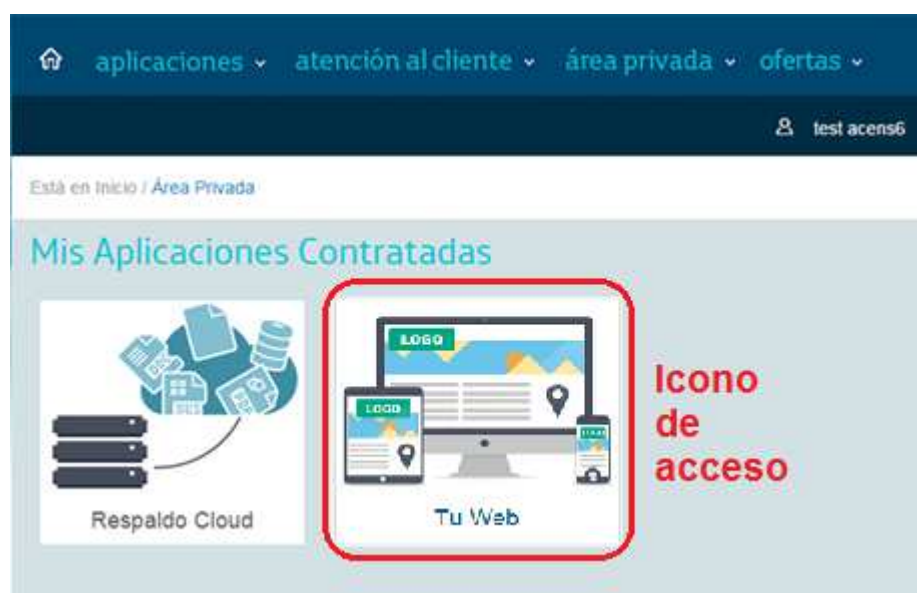 aplicaciones atención al cliente área privada ofertas
test acens6
Está en Inicio / Área Privada
Mis Aplicaciones Contratadas
LOGO
LOGO
Icono
de
acceso
Respaldo Cloud
Tu Web